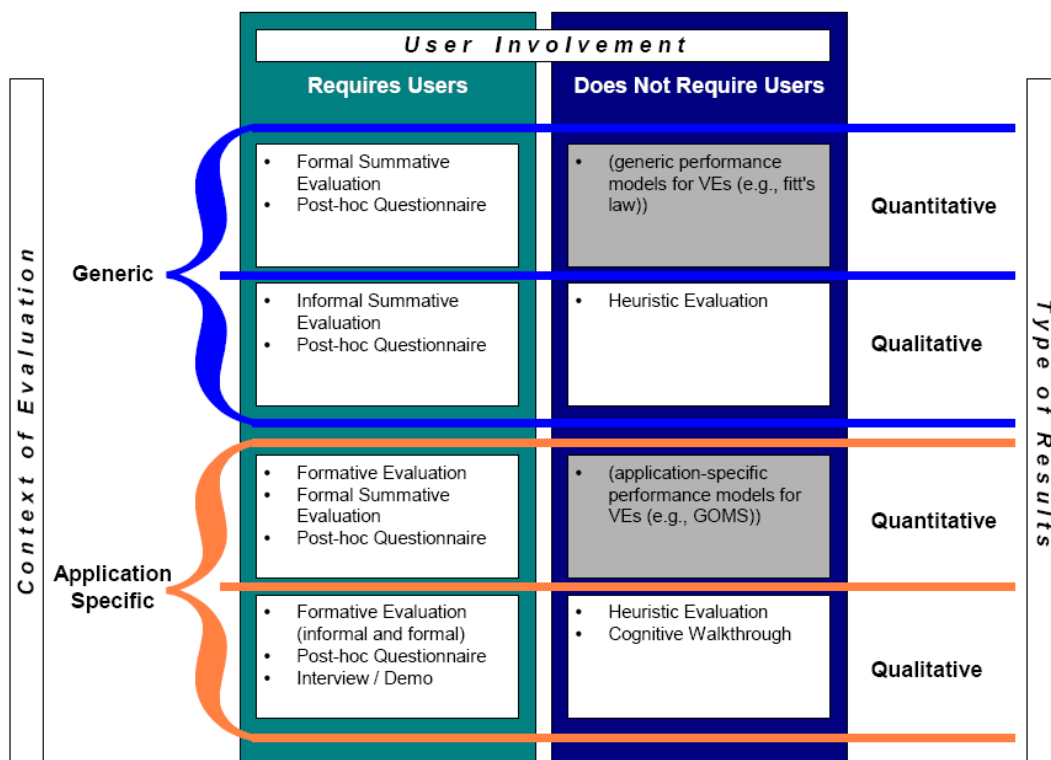 User Involvement
Requires Users
Does Not Require Users
Context of Evaluation
Type of Results
Generic
• Formal Summative
Evaluation
• Post-hoc Questionnaire
• (generic performance
models for VEs (e.g., fitt's
law))
Quantitative
• Informal Summative
Evaluation
• Post-hoc Questionnaire
• Heuristic Evaluation
Qualitative
Application
Specific
• Formative Evaluation
• Formal Summative
Evaluation
• Post-hoc Questionnaire
• (application-specific
performance models for
VEs (e.g., GOMS))
Quantitative
• Formative Evaluation
(informal and formal)
• Post-hoc Questionnaire
• Interview / Demo
• Heuristic Evaluation
• Cognitive Walkthrough
Qualitative